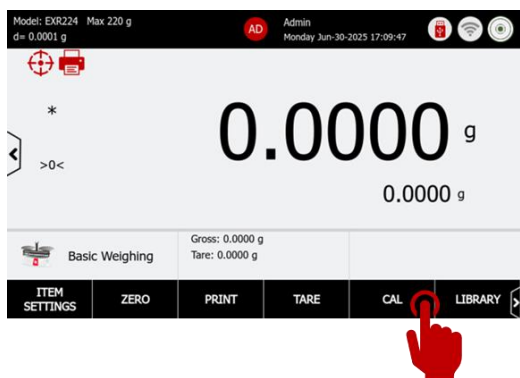 Model: EXR224 Max 220 g
d= 0.0001 g
AD
Admin
Monday Jun-30-2025 17:09:47
*
>0<
0.0000 g
0.0000 g
Basic Weighing
Gross: 0.0000 g
Tare: 0.0000 g
ITEM
SETTINGS
ZERO
PRINT
TARE
CAL
LIBRARY